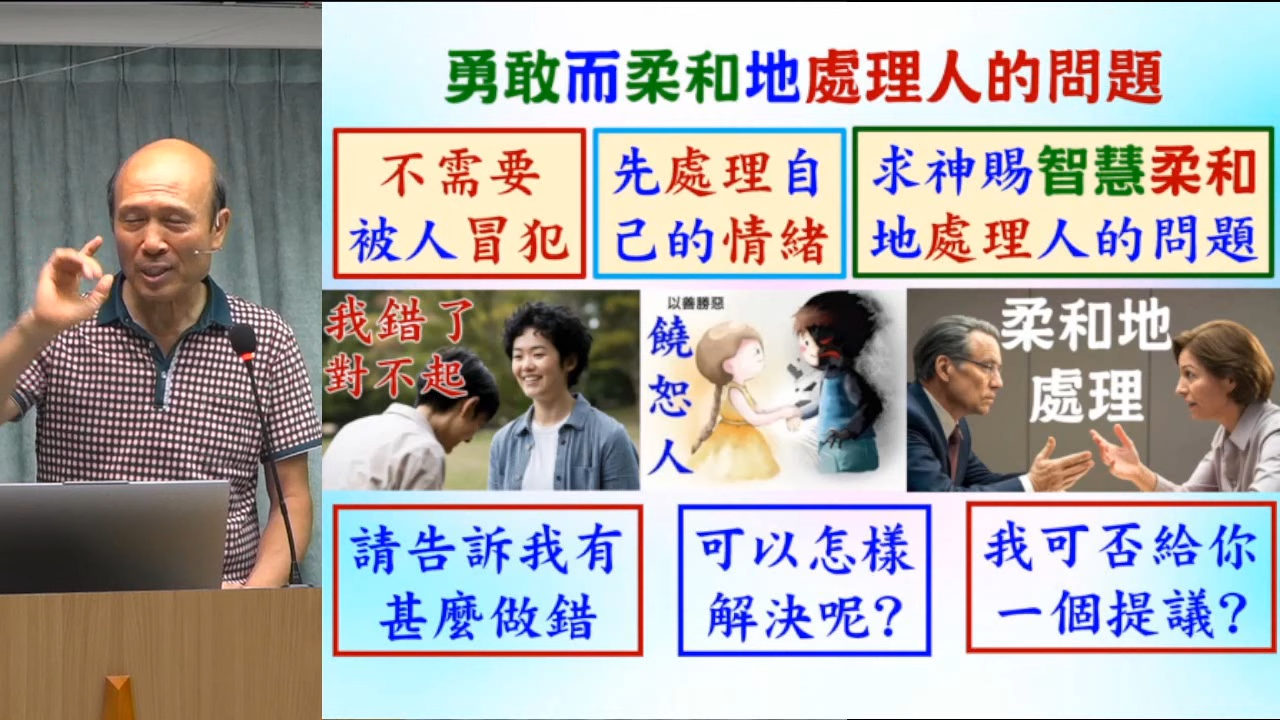 勇敢而柔和地處理人的問題
不需要
被人冒犯
先處理自
己的情緒
求神賜智慧柔和
地處理人的問題
我錯了
對不起
以善勝惡
饒恕人
柔和地
處理
請告訴我有
甚麼做錯
可以怎樣
解決呢？
我可否給你
一個提議？